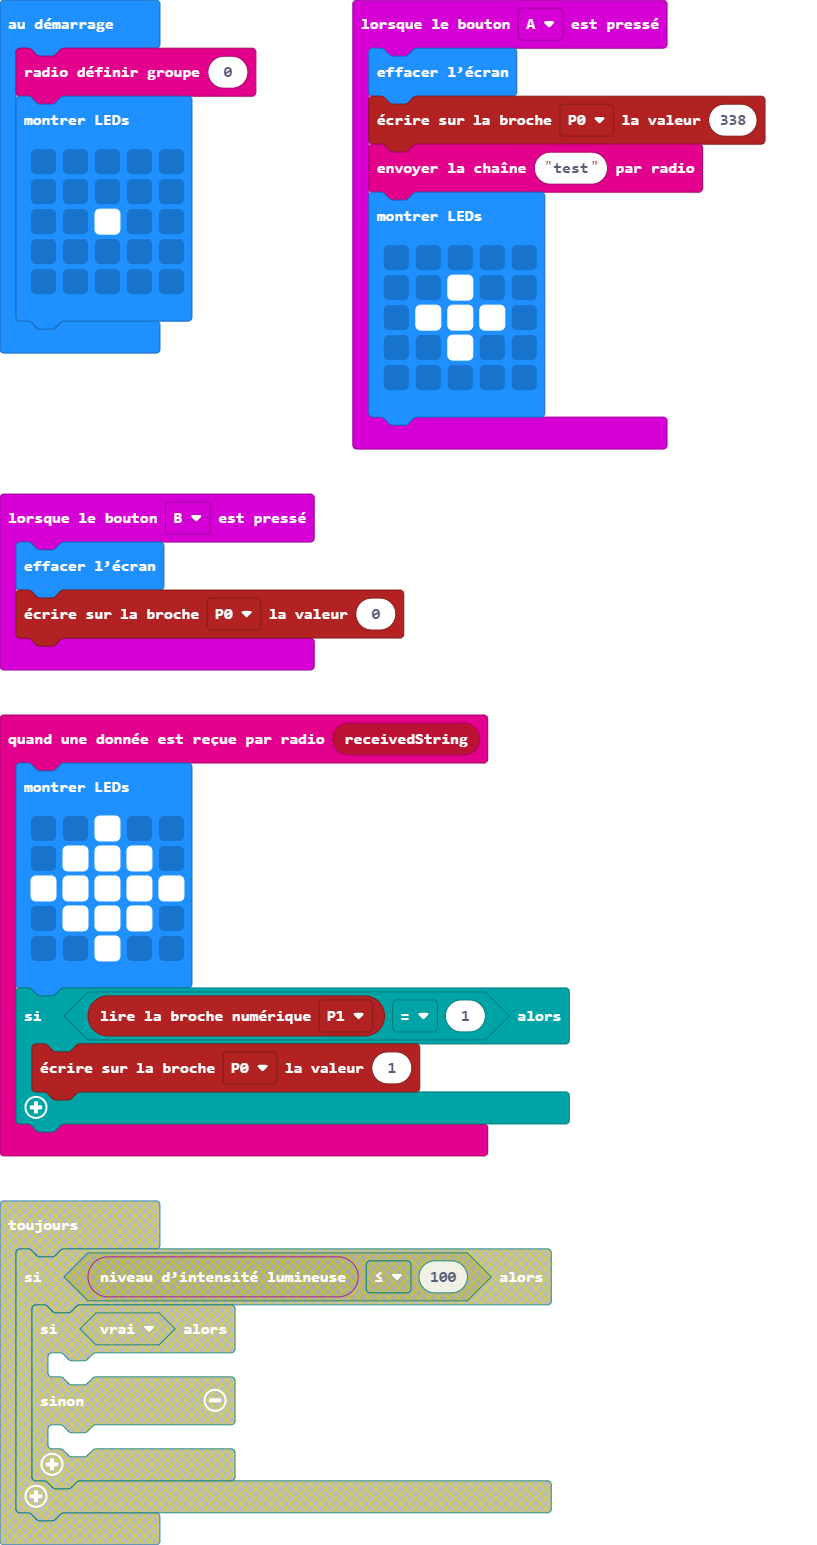 au démarrage
radio définir groupe 0
montrer LEDs
lorsque le bouton A est pressé
effacer l'écran
écrire sur la broche P0 la valeur 338
envoyer la chaîne "test" par radio
montrer LEDs
lorsque le bouton B est pressé
effacer l'écran
écrire sur la broche P0 la valeur 0
quand une donnée est reçue par radio receivedString
montrer LEDs
si lire la broche numérique P1 = 1 alors
écrire sur la broche P0 la valeur 1
toujours
si niveau d'intensité lumineuse ≤ 100 alors
si vrai alors
sinon